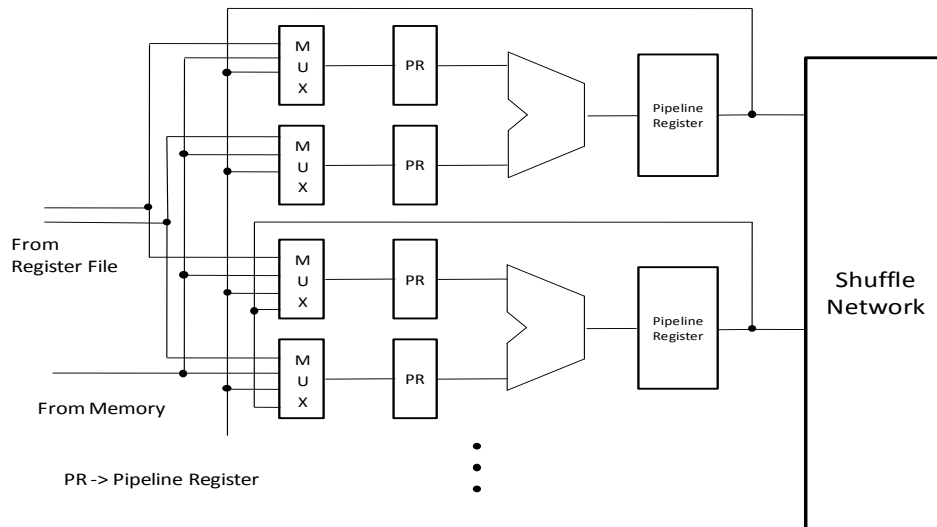 M
U
X
PR
Pipeline
Register
M
U
X
PR
From
Register File
M
U
X
PR
Pipeline
Register
Shuffle
Network
M
U
X
PR
From Memory
PR -> Pipeline Register